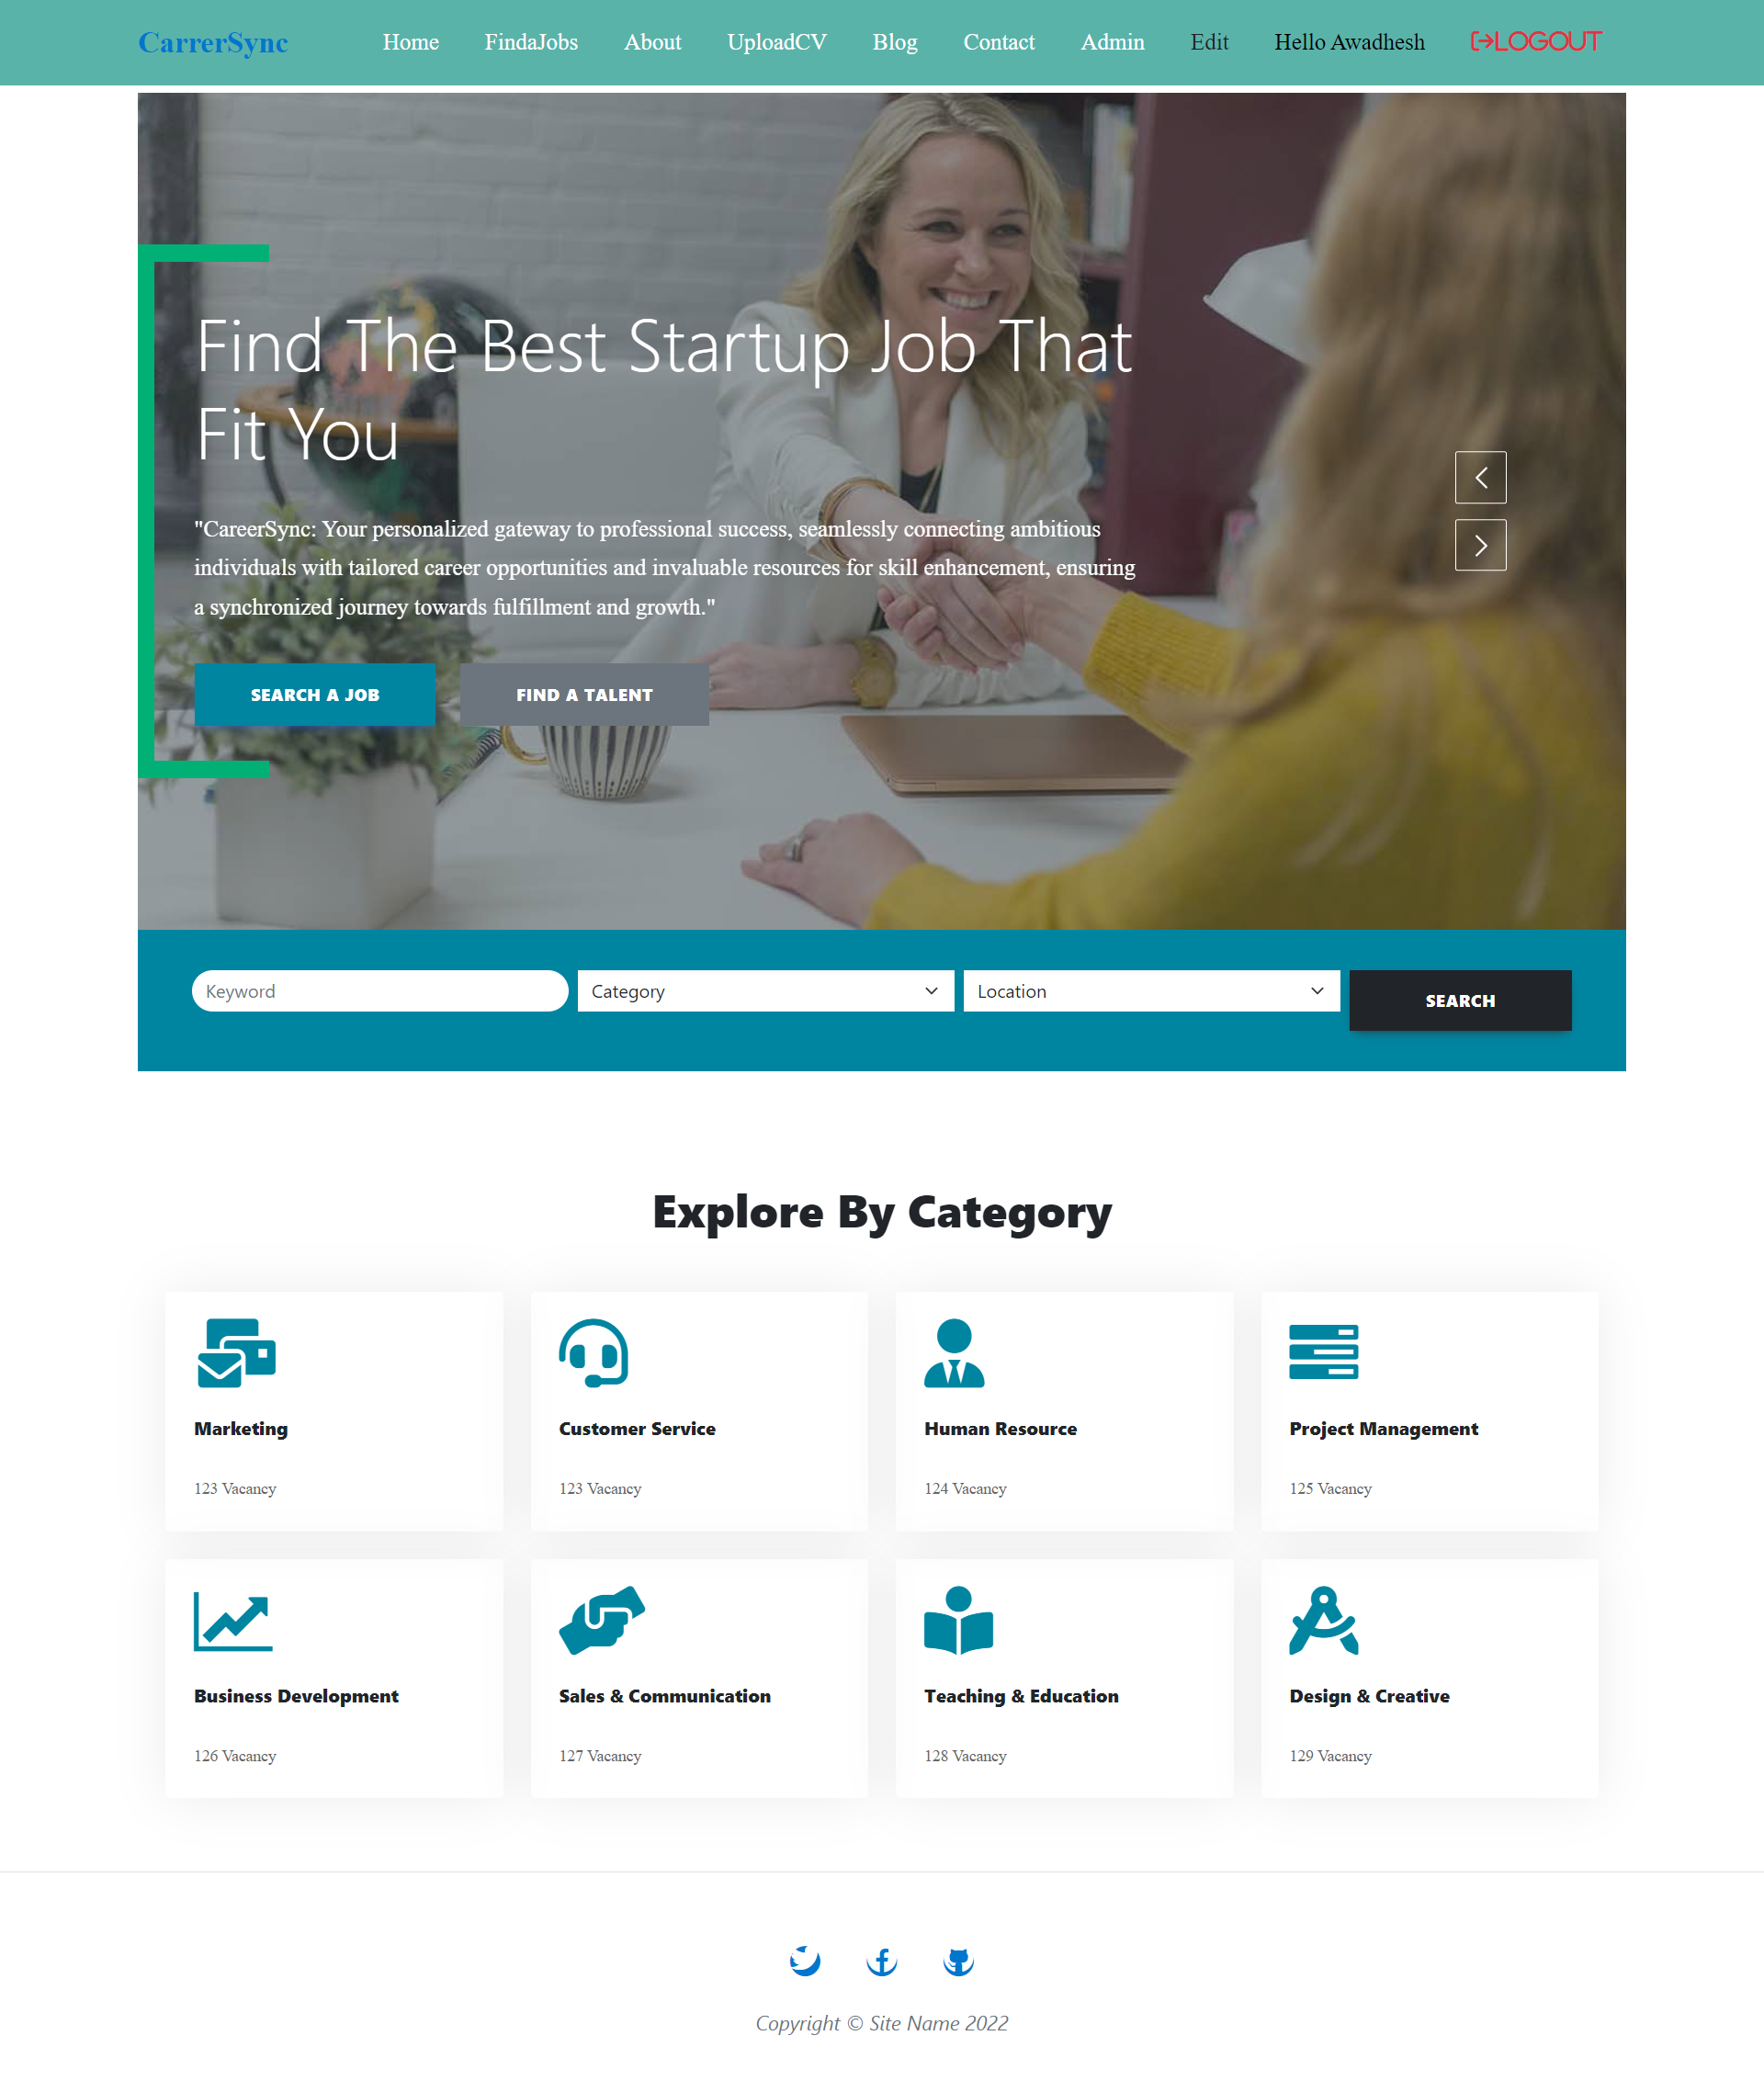 CarrerSync Home FindaJobs About UploadCV Blog Contact Admin Edit Hello Awadhesh LOGOUT
Find The Best Startup Job That
Fit You
"CareerSync: Your personalized gateway to professional success, seamlessly connecting ambitious
individuals with tailored career opportunities and invaluable resources for skill enhancement, ensuring
a synchronized journey towards fulfillment and growth."
SEARCH A JOB FIND A TALENT
Keyword Category Location SEARCH
Explore By Category
Marketing Customer Service Human Resource Project Management
123 Vacancy 123 Vacancy 124 Vacancy 125 Vacancy
Business Development Sales & Communication Teaching & Education Design & Creative
126 Vacancy 127 Vacancy 128 Vacancy 129 Vacancy
Copyright © Site Name 2022